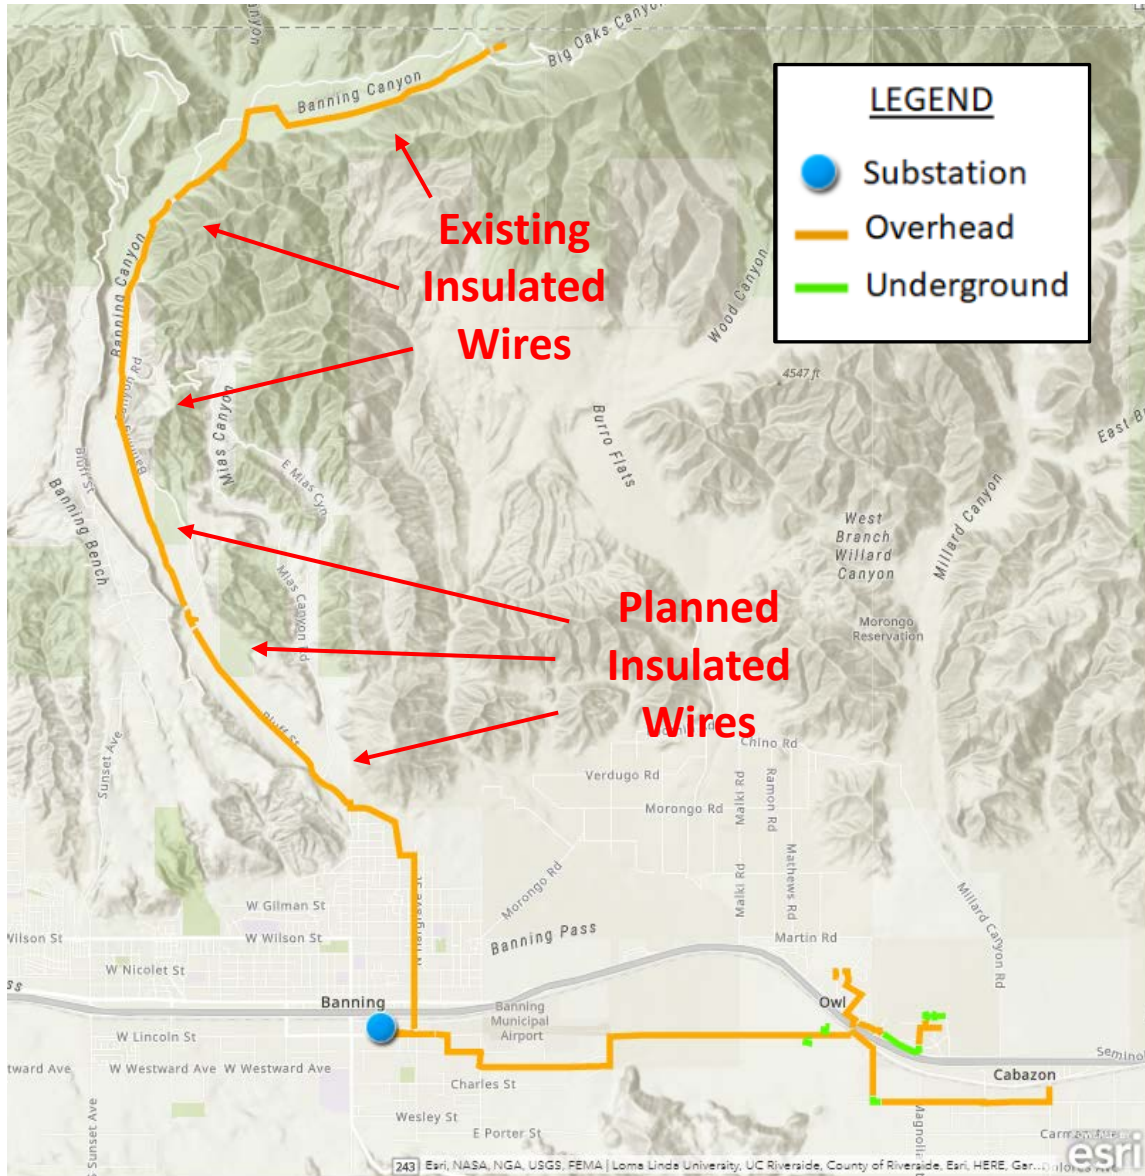 Canyon
Big Oaks Canyon
Banning Canyon
LEGEND
Substation
Overhead
Underground
Existing
Insulated
Wires
Banning Canyon
Wood Canyon
4547 ft
Mias Canyon
Burro Flats
E Mias Cyn
Bluff St
Banning Bench
West
Branch
Willard
Canyon
Millard Canyon
Mias Canyon Rd
Planned
Insulated
Wires
Morongo
Reservation
Sunset Ave
Bluff St
Chino Rd
Verdugo Rd
Morongo Rd
Malki Rd
Ramon Rd
Mathews Rd
Malki Rd
Morongo Rd
Millard Canyon Rd
W Gilman St
Wilson St
W Wilson St
Banning Pass
Martin Rd
W Nicolet St
Banning
Banning
Municipal
Airport
Owl
W Lincoln St
Cabazon
W Westward Ave
W Westward Ave
Charles St
Wesley St
E Porter St
S Sunset Ave
243
Esri, NASA, NGA, USGS, FEMA | Loma Linda University, UC Riverside, County of Riverside, Esri, HERE, Gar...
esri